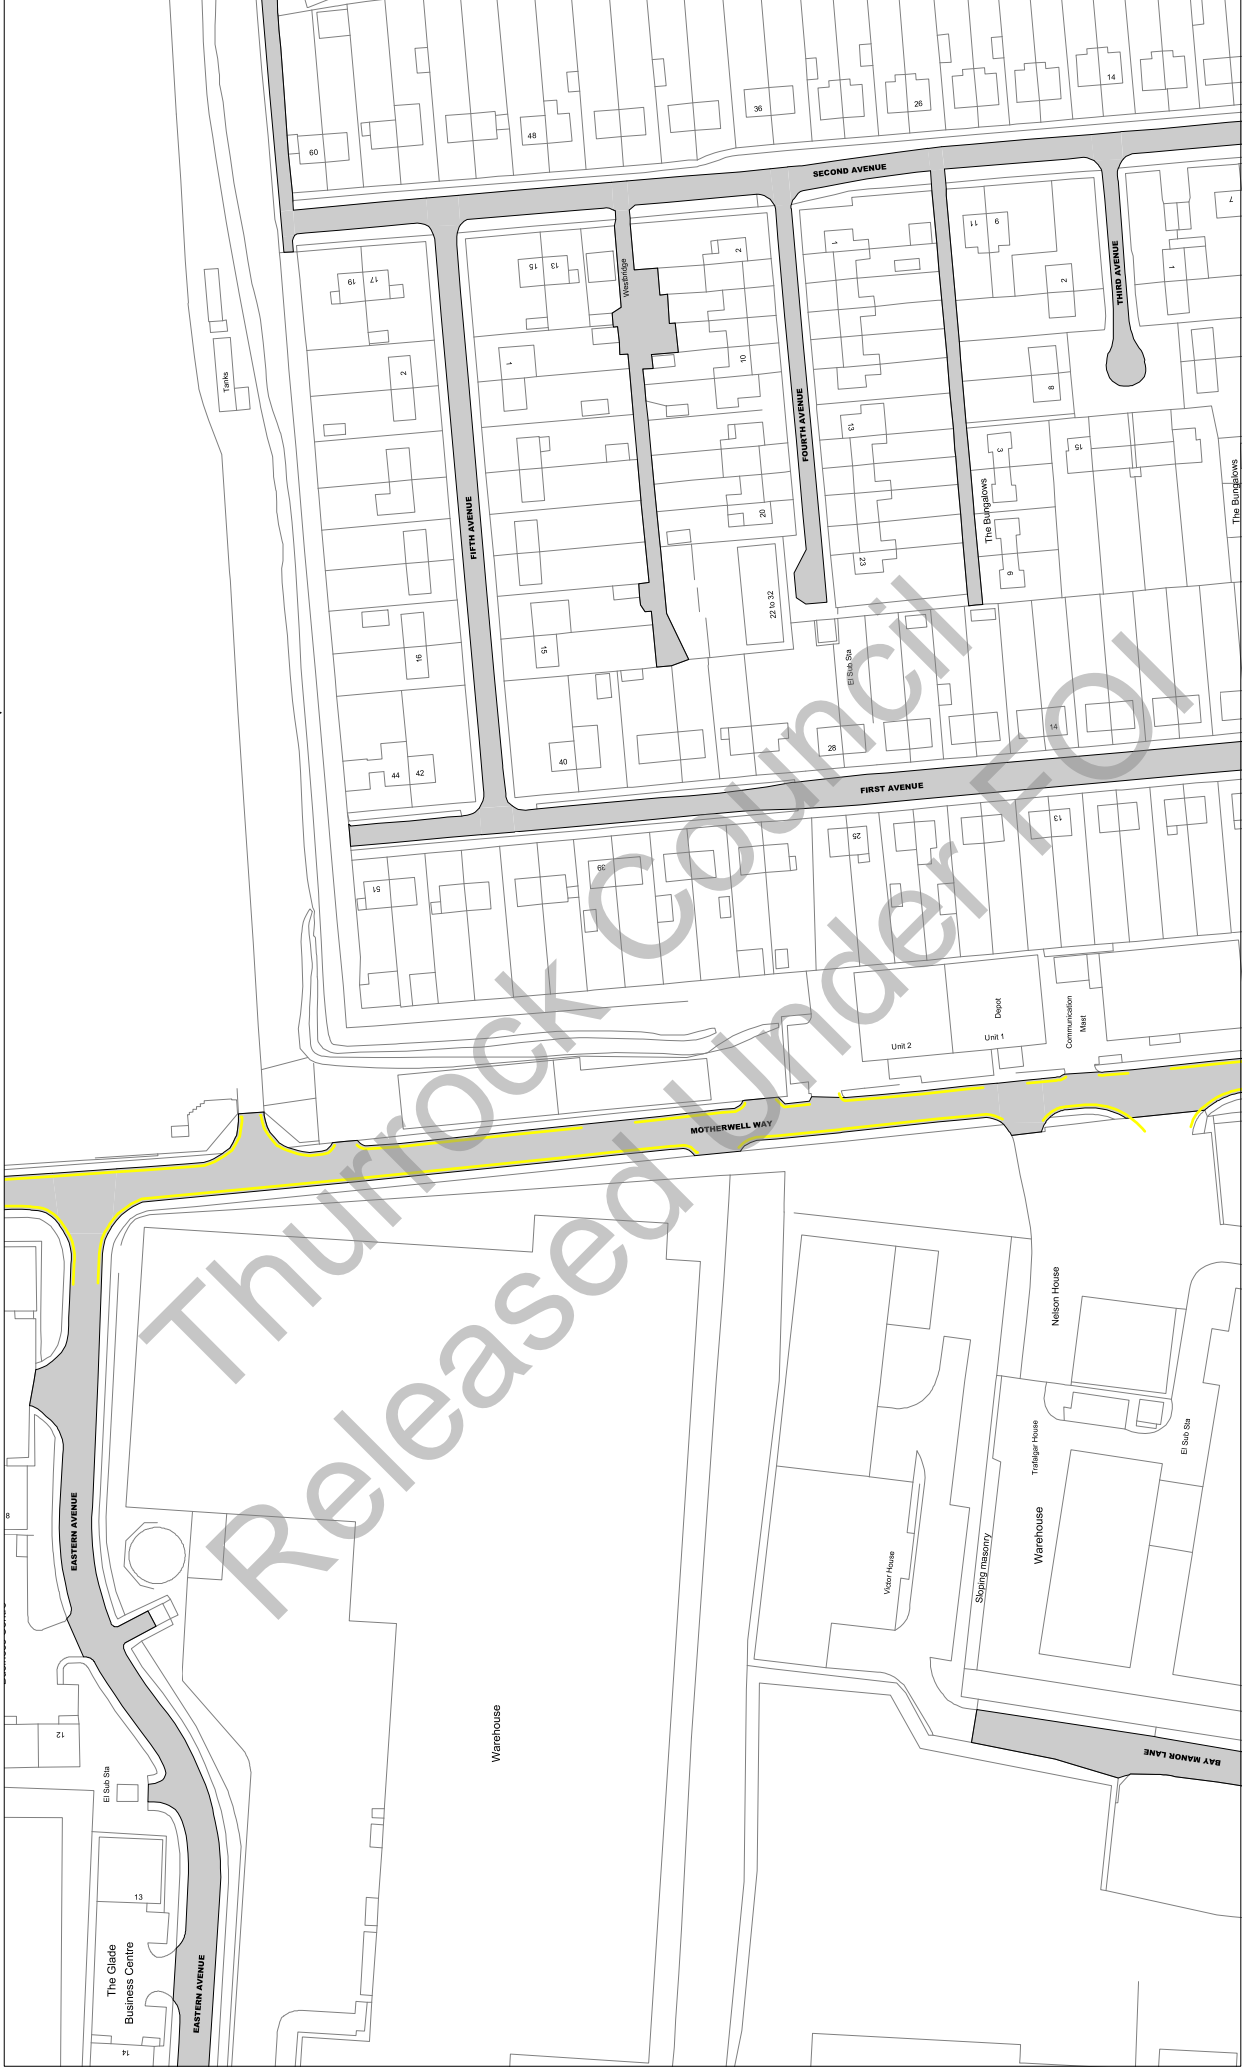 60
48
36
26
14
SECOND AVENUE
19
17
15
13
Westbridge
2
1
11
9
2
THIRD AVENUE
1
7
Tanks
2
1
10
FOURTH AVENUE
13
8
3
15
The Bungalows
The Bungalows
FIFTH AVENUE
20
23
6
22 to 32
16
15
El Sub Sta
44
42
40
28
14
FIRST AVENUE
51
39
25
13
Unit 2
Unit 1
Depot
Communication
Mast
MOTHERWELL WAY
Thurrock Council
Released Under FOI
Nelson House
Trafalgar House
El Sub Sta
Warehouse
Victor House
Sloping masonry
EASTERN AVENUE
8
12
El Sub Sta
Warehouse
BAY MANOR LANE
13
The Glade
Business Centre
EASTERN AVENUE
14